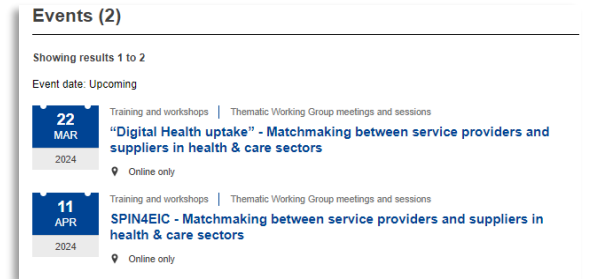 Events (2)
Showing results 1 to 2
Event date: Upcoming
22
MAR
2024
Training and workshops | Thematic Working Group meetings and sessions
“Digital Health uptake” - Matchmaking between service providers and
suppliers in health & care sectors
Online only
11
APR
2024
Training and workshops | Thematic Working Group meetings and sessions
SPIN4EIC - Matchmaking between service providers and suppliers in
health & care sectors
Online only